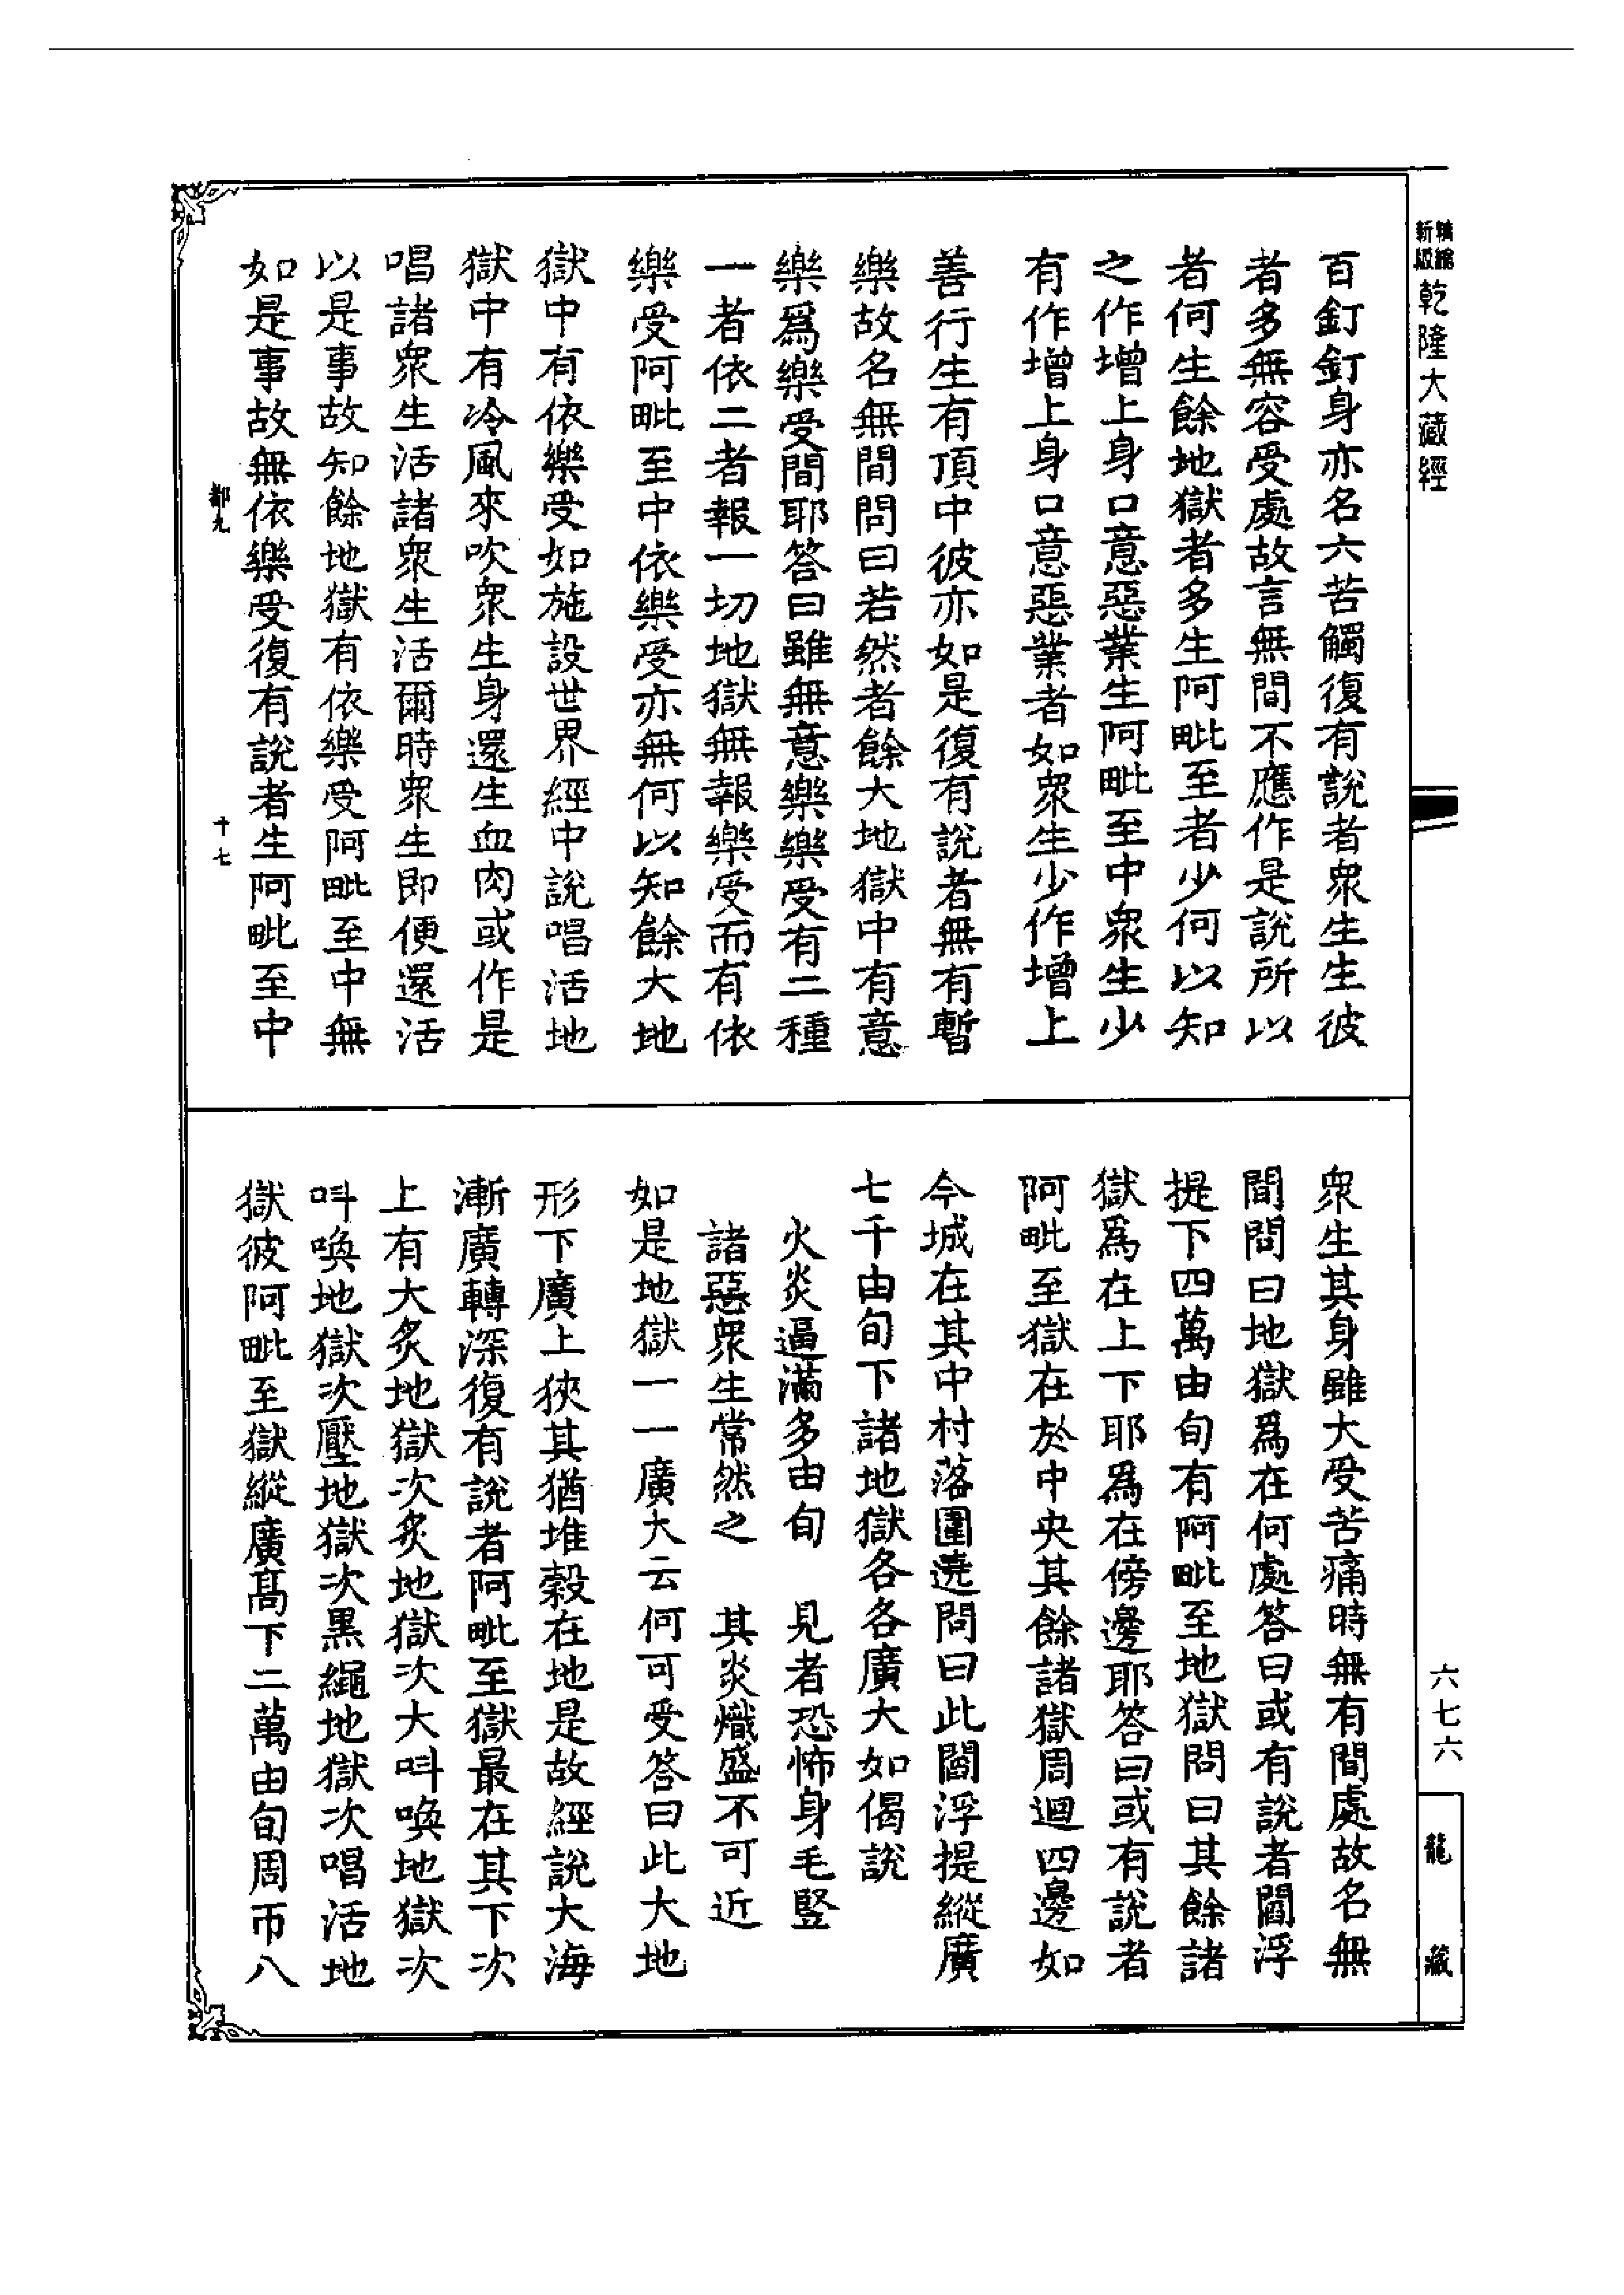 新縮
版編
乾隆大藏經
百釘釘身亦名六苦觸復有說者衆生生彼
者多無容受處故言無間不應作是說所以
者何生餘地獄者多生阿毗至者少何以知
之作增上身口意惡業生阿毗至中衆生少
有作增上身口意惡業者如衆生少作增上
善行生有頂中彼亦如是復有說者無有暫
樂故名無間問曰若然者餘大地獄中有意
樂爲樂受間耶答曰雖無意樂樂受有二種
一者依二者報一切地獄無報樂受而有依
樂受阿毗至中依樂受亦無何以知餘大地
獄中有依樂受如施設世界經中說唱活地
獄中有冷風來吹衆生身還生血肉或作是
唱諸衆生活諸衆生活爾時衆生即便還活
以是事故知餘地獄有依樂受阿毗至中無
如是事故無依樂受復有說者生阿毗至中
都九
十七
衆生其身雖大受苦痛時無有間處故名無
間問曰地獄爲在何處答曰或有說者閻浮
提下四萬由旬有阿毗至地獄問曰其餘諸
獄爲在上下耶爲在傍邊耶答曰或有說者
阿毗至獄在於中央其餘諸獄周迴四邊如
今城在其中村落圍遶問曰此閻浮提縱廣
七千由旬下諸地獄各各廣大如偈說
火炎逼滿多由旬　見者恐怖身毛竪
諸惡衆生常然之　其炎熾盛不可近
如是地獄一一廣大云何可受答曰此大地
形下廣上狹其猶堆穀在地是故經說大海
漸廣轉深復有說者阿毗至獄最在其下次
上有大炙地獄次炙地獄次大叫喚地獄次
叫喚地獄次壓地獄次黑繩地獄次唱活地
獄彼阿毗至獄縱廣高下二萬由旬周帀八
六七六
龍藏